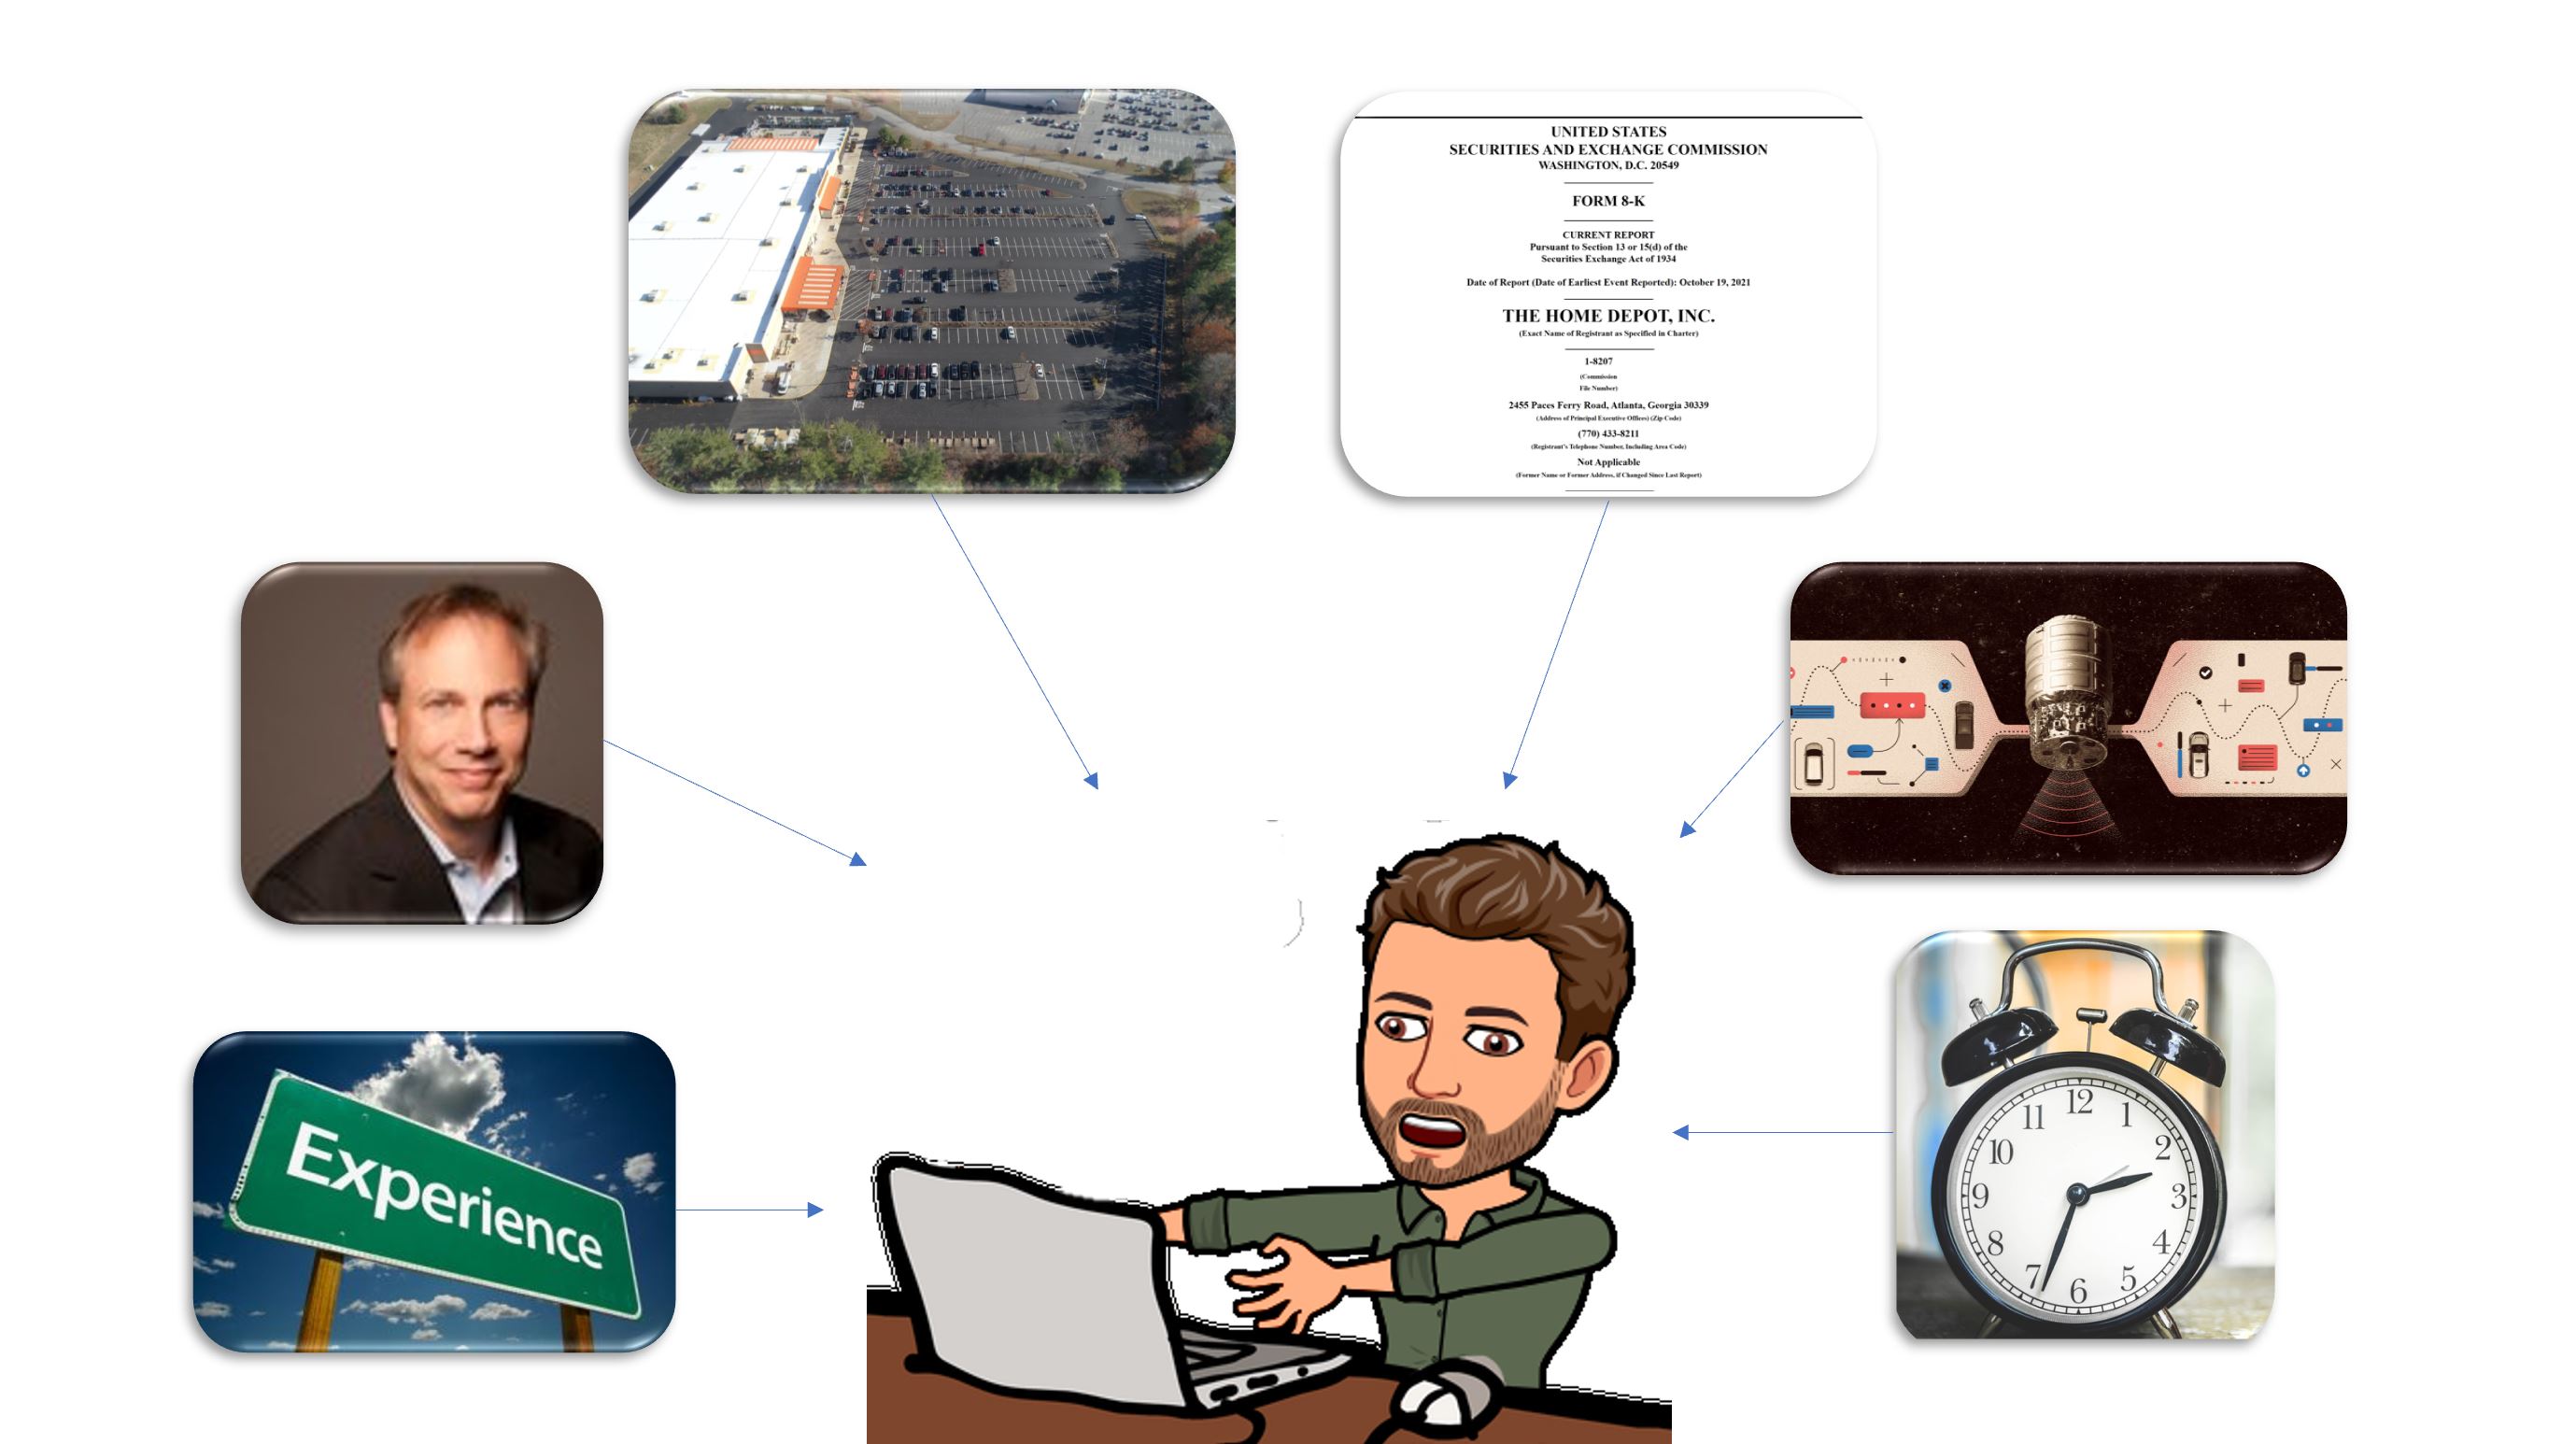 UNITED STATES
SECURITIES AND EXCHANGE COMMISSION
WASHINGTON, D.C. 20549
FORM 8-K
CURRENT REPORT
Pursuant to Section 13 or 15(d) of the
Securities Exchange Act of 1934
Date of Report (Date of Earliest Event Reported): October 19, 2021
THE HOME DEPOT, INC.
(Exact Name of Registrant as Specified in Charter)
1-8207
(Commission
File Number)
2455 Paces Ferry Road, Atlanta, Georgia 30339
(Address of Principal Executive Offices) (Zip Code)
(770) 433-8211
(Registrant's Telephone Number, Including Area Code)
Not Applicable
(Former Name or Former Address, if Changed Since Last Report)
Experience
12
1
2
3
4
5
6
7
8
9
10
11